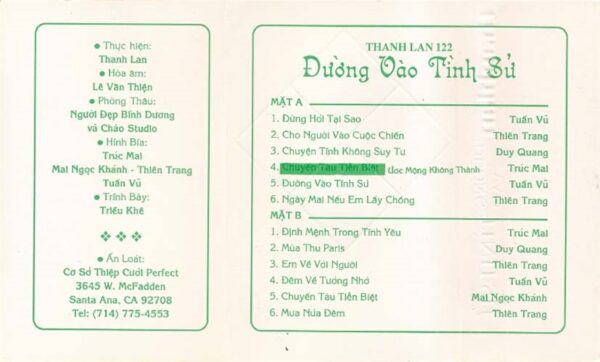 • Thực hiện:
Thanh Lan
• Hòa âm:
Lê Văn Thiện
• Phòng Thâu:
Người Đẹp Bình Dương
và Chảo Studio
• Hình Bìa:
Trúc Mai
Mai Ngọc Khánh - Thiên Trang
Tuấn Vũ
• Trình Bày:
Triều Khê
• Ấn Loát:
Cơ Sở Thiệp Cưới Perfect
3645 W. McFadden
Santa Ana, CA 92708
Tel: (714) 775-4553
THANH LAN 122
Đường Vào Tình Sử
MẶT A
1. Đừng Hỏi Tại Sao Tuấn Vũ
2. Cho Người Vào Cuộc Chiến Thiên Trang
3. Chuyện Tình Không Suy Tư Duy Quang
4. Chuyến Tàu Tiễn Biệt đọc Mộng Không Thành Trúc Mai
5. Đường Vào Tình Sử Tuấn Vũ
6. Ngày Mai Nếu Em Lấy Chồng Thiên Trang
MẶT B
1. Định Mệnh Trong Tình Yêu Trúc Mai
2. Mùa Thu Paris Duy Quang
3. Em Về Với Người Thiên Trang
4. Đêm Về Tưởng Nhớ Tuấn Vũ
5. Chuyến Tầu Tiễn Biệt Mai Ngọc Khánh
6. Mưa Nửa Đêm Thiên Trang